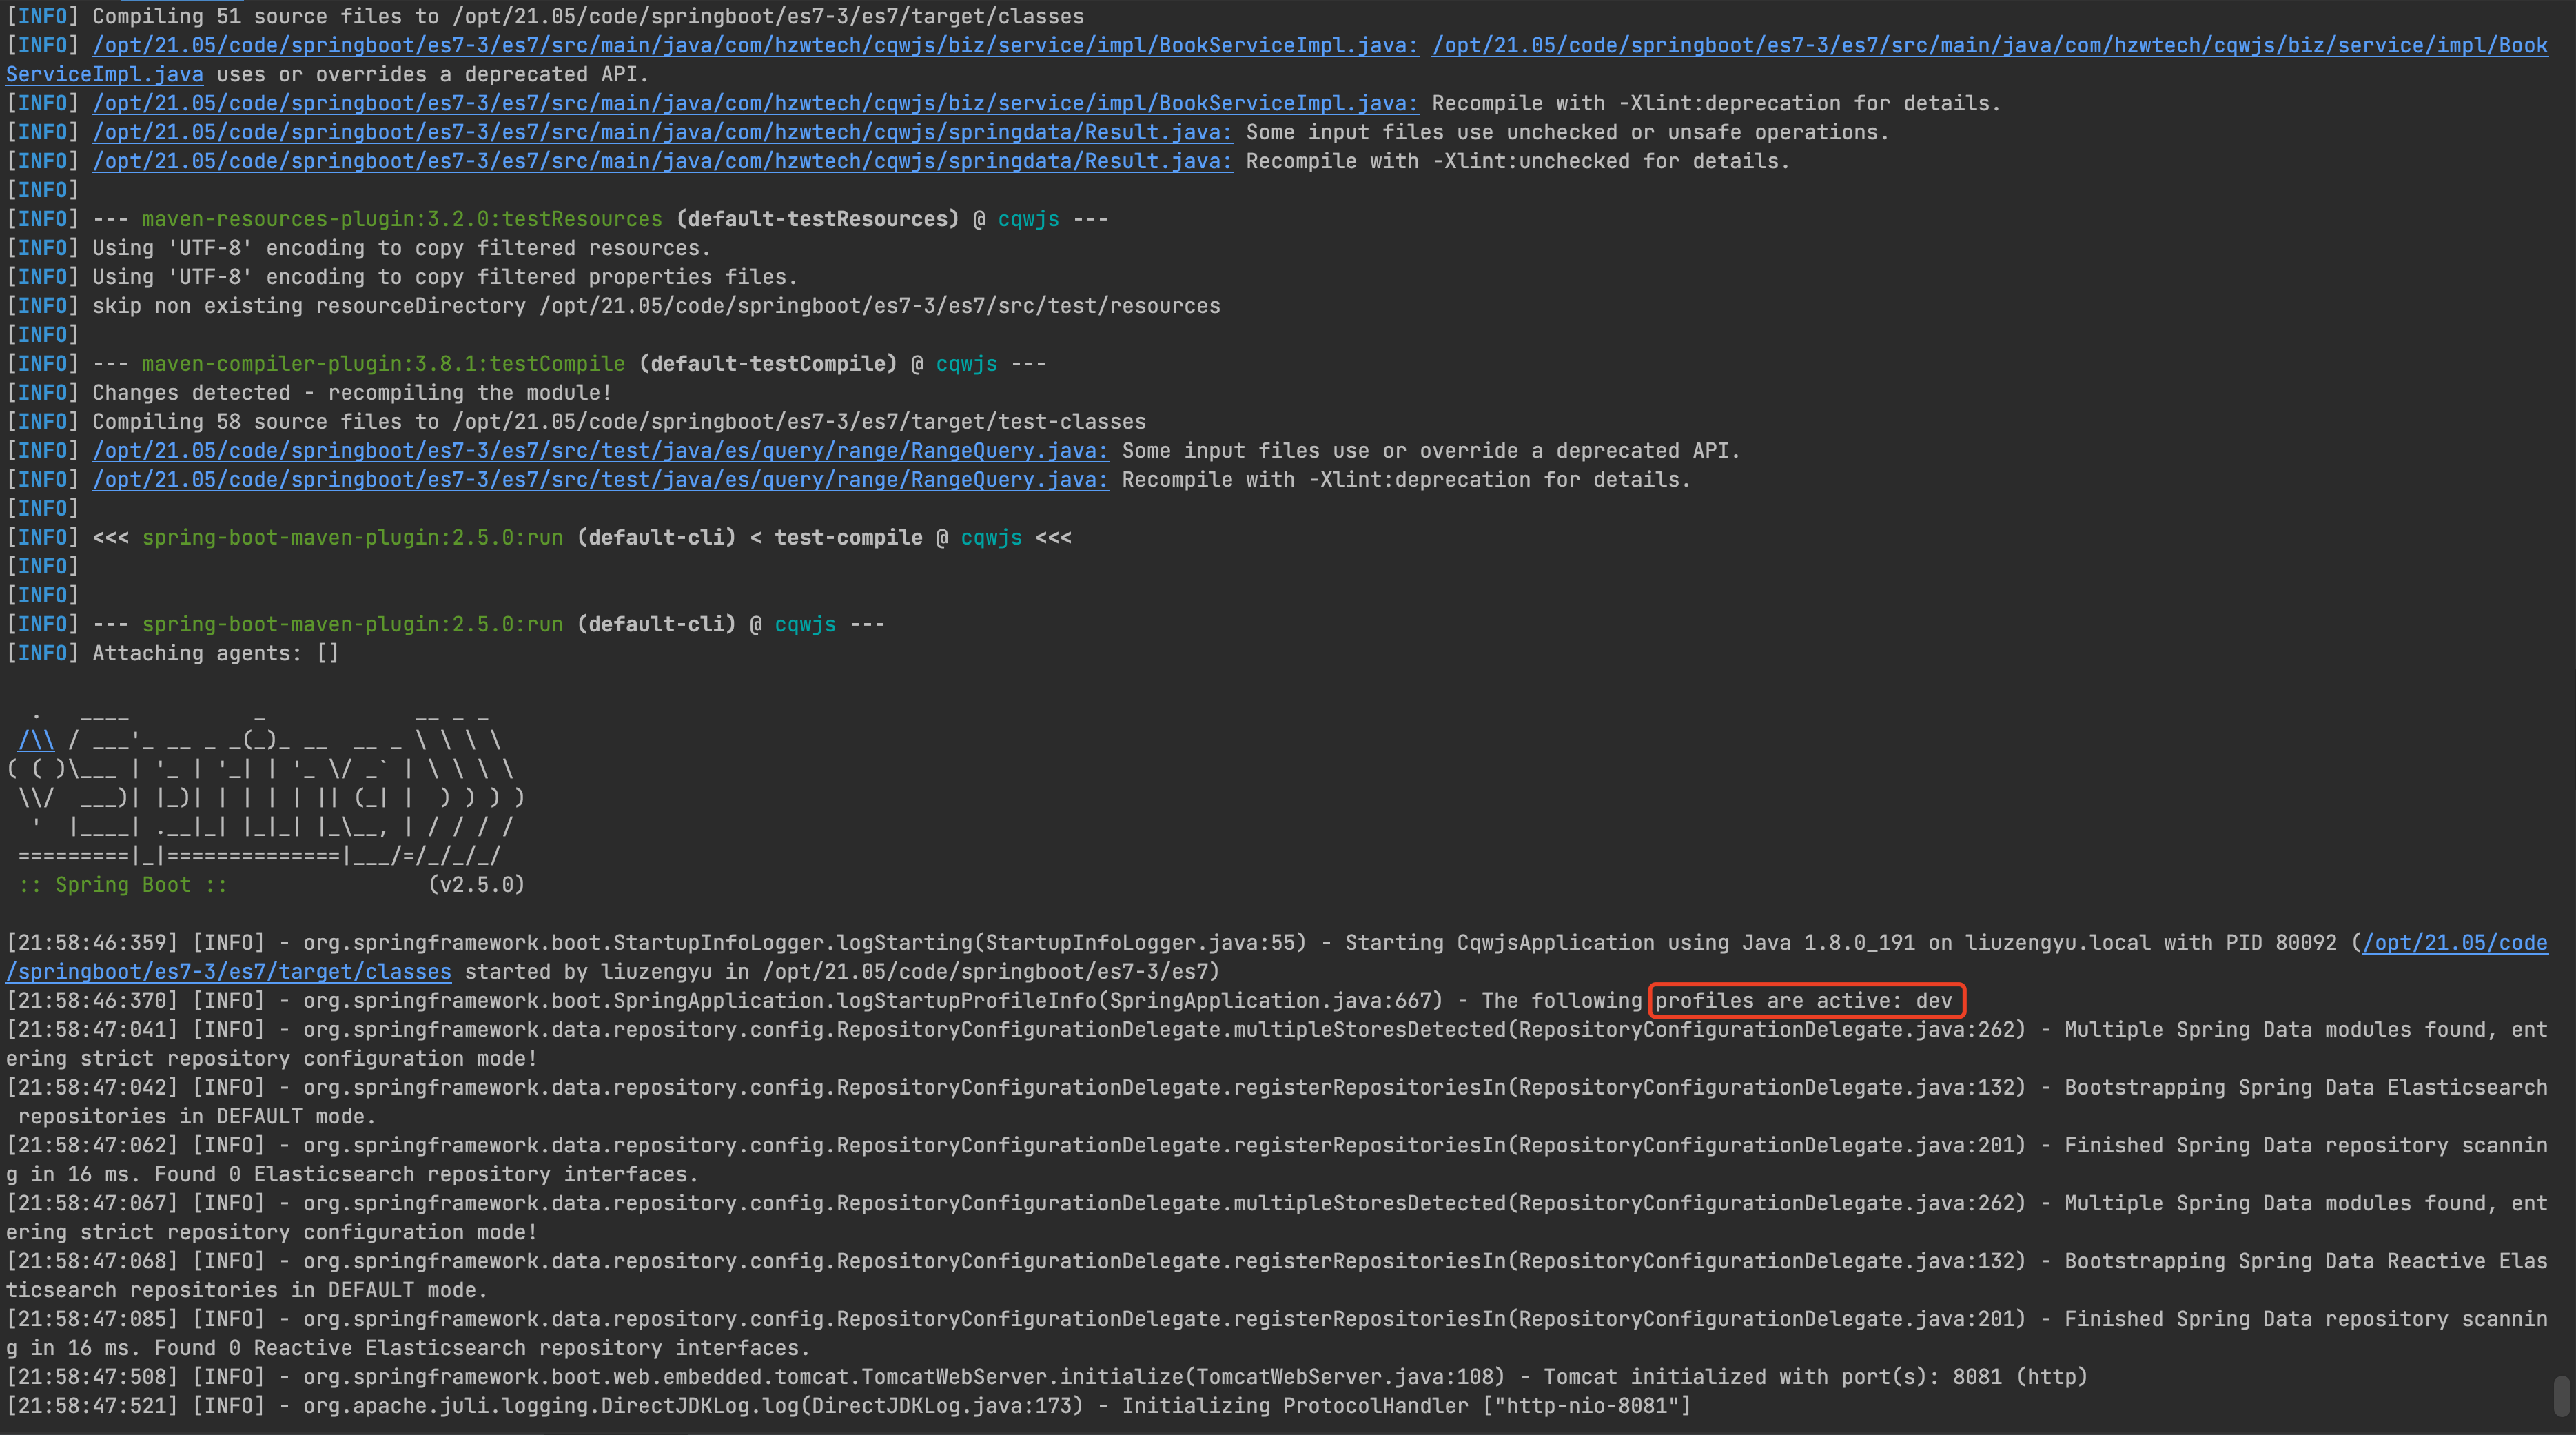 [INFO] Compiling 51 source files to /opt/21.05/code/springboot/es7-3/es7/target/classes
[INFO] /opt/21.05/code/springboot/es7-3/es7/src/main/java/com/hzwtech/cqwjs/biz/service/impl/BookServiceImpl.java: /opt/21.05/code/springboot/es7-3/es7/src/main/java/com/hzwtech/cqwjs/biz/service/impl/Book
ServiceImpl.java uses or overrides a deprecated API.
[INFO] /opt/21.05/code/springboot/es7-3/es7/src/main/java/com/hzwtech/cqwjs/biz/service/impl/BookServiceImpl.java: Recompile with -Xlint:deprecation for details.
[INFO] /opt/21.05/code/springboot/es7-3/es7/src/main/java/com/hzwtech/cqwjs/springdata/Result.java: Some input files use unchecked or unsafe operations.
[INFO] /opt/21.05/code/springboot/es7-3/es7/src/main/java/com/hzwtech/cqwjs/springdata/Result.java: Recompile with -Xlint:unchecked for details.
[INFO]
[INFO] --- maven-resources-plugin:3.2.0:testResources (default-testResources) @ cqwjs ---
[INFO] Using 'UTF-8' encoding to copy filtered resources.
[INFO] Using 'UTF-8' encoding to copy filtered properties files.
[INFO] skip non existing resourceDirectory /opt/21.05/code/springboot/es7-3/es7/src/test/resources
[INFO]
[INFO] --- maven-compiler-plugin:3.8.1:testCompile (default-testCompile) @ cqwjs ---
[INFO] Changes detected - recompiling the module!
[INFO] Compiling 58 source files to /opt/21.05/code/springboot/es7-3/es7/target/test-classes
[INFO] /opt/21.05/code/springboot/es7-3/es7/src/test/java/es/query/range/RangeQuery.java: Some input files use or override a deprecated API.
[INFO] /opt/21.05/code/springboot/es7-3/es7/src/test/java/es/query/range/RangeQuery.java: Recompile with -Xlint:deprecation for details.
[INFO]
[INFO] <<< spring-boot-maven-plugin:2.5.0:run (default-cli) < test-compile @ cqwjs <<<
[INFO]
[INFO]
[INFO] --- spring-boot-maven-plugin:2.5.0:run (default-cli) @ cqwjs ---
[INFO] Attaching agents: []
  .   ____          _            __ _ _
 /\\ / ___'_ __ _ _(_)_ __  __ _ \ \ \ \
( ( )\___ | '_ | '_| | '_ \/ _` | \ \ \ \
 \\/  ___)| |_)| | | | | || (_| |  ) ) ) )
  '  |____| .__|_| |_|_| |_\__, | / / / /
 =========|_|==============|___/=/_/_/_/
 :: Spring Boot ::                (v2.5.0)
[21:58:46:359] [INFO] - org.springframework.boot.StartupInfoLogger.logStarting(StartupInfoLogger.java:55) - Starting CqwjsApplication using Java 1.8.0_191 on liuzengyu.local with PID 80092 (/opt/21.05/code
/springboot/es7-3/es7/target/classes started by liuzengyu in /opt/21.05/code/springboot/es7-3/es7)
[21:58:46:370] [INFO] - org.springframework.boot.SpringApplication.logStartupProfileInfo(SpringApplication.java:667) - The following profiles are active: dev
[21:58:47:041] [INFO] - org.springframework.data.repository.config.RepositoryConfigurationDelegate.multipleStoresDetected(RepositoryConfigurationDelegate.java:262) - Multiple Spring Data modules found, ent
ering strict repository configuration mode!
[21:58:47:042] [INFO] - org.springframework.data.repository.config.RepositoryConfigurationDelegate.registerRepositoriesIn(RepositoryConfigurationDelegate.java:132) - Bootstrapping Spring Data Elasticsearch
 repositories in DEFAULT mode.
[21:58:47:062] [INFO] - org.springframework.data.repository.config.RepositoryConfigurationDelegate.registerRepositoriesIn(RepositoryConfigurationDelegate.java:201) - Finished Spring Data repository scannin
g in 16 ms. Found 0 Elasticsearch repository interfaces.
[21:58:47:067] [INFO] - org.springframework.data.repository.config.RepositoryConfigurationDelegate.multipleStoresDetected(RepositoryConfigurationDelegate.java:262) - Multiple Spring Data modules found, ent
ering strict repository configuration mode!
[21:58:47:068] [INFO] - org.springframework.data.repository.config.RepositoryConfigurationDelegate.registerRepositoriesIn(RepositoryConfigurationDelegate.java:132) - Bootstrapping Spring Data Reactive Elas
ticsearch repositories in DEFAULT mode.
[21:58:47:085] [INFO] - org.springframework.data.repository.config.RepositoryConfigurationDelegate.registerRepositoriesIn(RepositoryConfigurationDelegate.java:201) - Finished Spring Data repository scannin
g in 16 ms. Found 0 Reactive Elasticsearch repository interfaces.
[21:58:47:508] [INFO] - org.springframework.boot.web.embedded.tomcat.TomcatWebServer.initialize(TomcatWebServer.java:108) - Tomcat initialized with port(s): 8081 (http)
[21:58:47:521] [INFO] - org.apache.juli.logging.DirectJDKLog.log(DirectJDKLog.java:173) - Initializing ProtocolHandler ["http-nio-8081"]